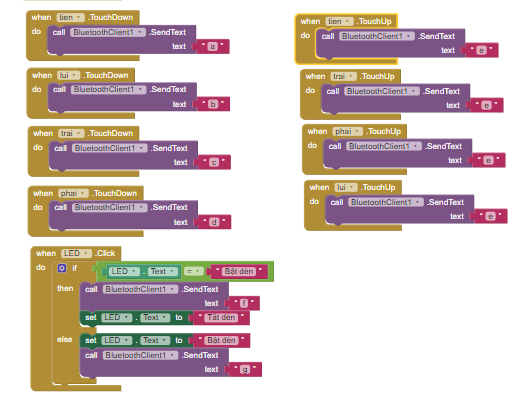 when tien .TouchDown
do call BluetoothClient1 .SendText
text " a "
when lui .TouchDown
do call BluetoothClient1 .SendText
text " b "
when trai .TouchDown
do call BluetoothClient1 .SendText
text " c "
when phai .TouchDown
do call BluetoothClient1 .SendText
text " d "
when LED .Click
do if LED . Text = " Bật đèn "
then call BluetoothClient1 .SendText
text " f "
set LED . Text to " Tắt đèn "
else set LED . Text to " Bật đèn "
call BluetoothClient1 .SendText
text " g "
when tien .TouchUp
do call BluetoothClient1 .SendText
text " e "
when trai .TouchUp
do call BluetoothClient1 .SendText
text " e "
when phai .TouchUp
do call BluetoothClient1 .SendText
text " e "
when lui .TouchUp
do call BluetoothClient1 .SendText
text " e "